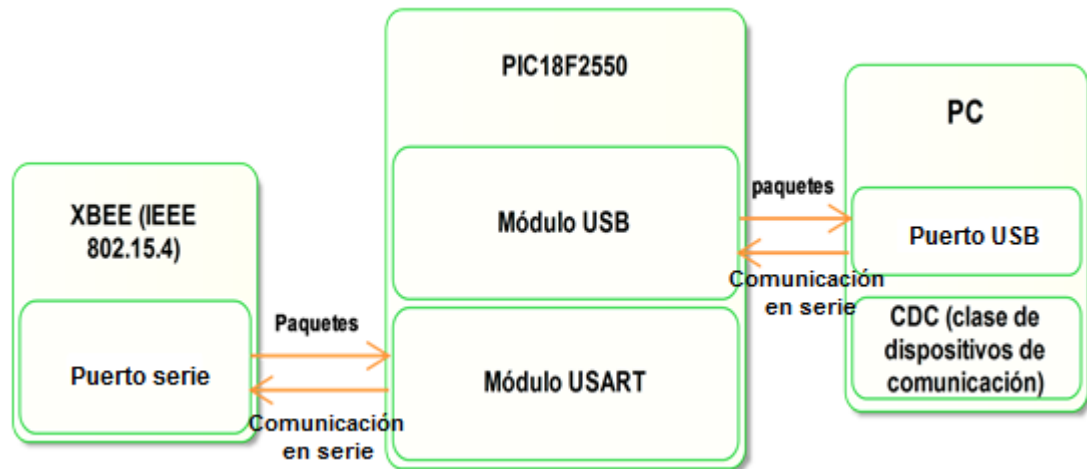 XBEE (IEEE
802.15.4)
Puerto serie
Paquetes
Comunicación
en serie
PIC18F2550
Módulo USB
Módulo USART
paquetes
Comunicación
en serie
PC
Puerto USB
CDC (clase de
dispositivos de
comunicación)